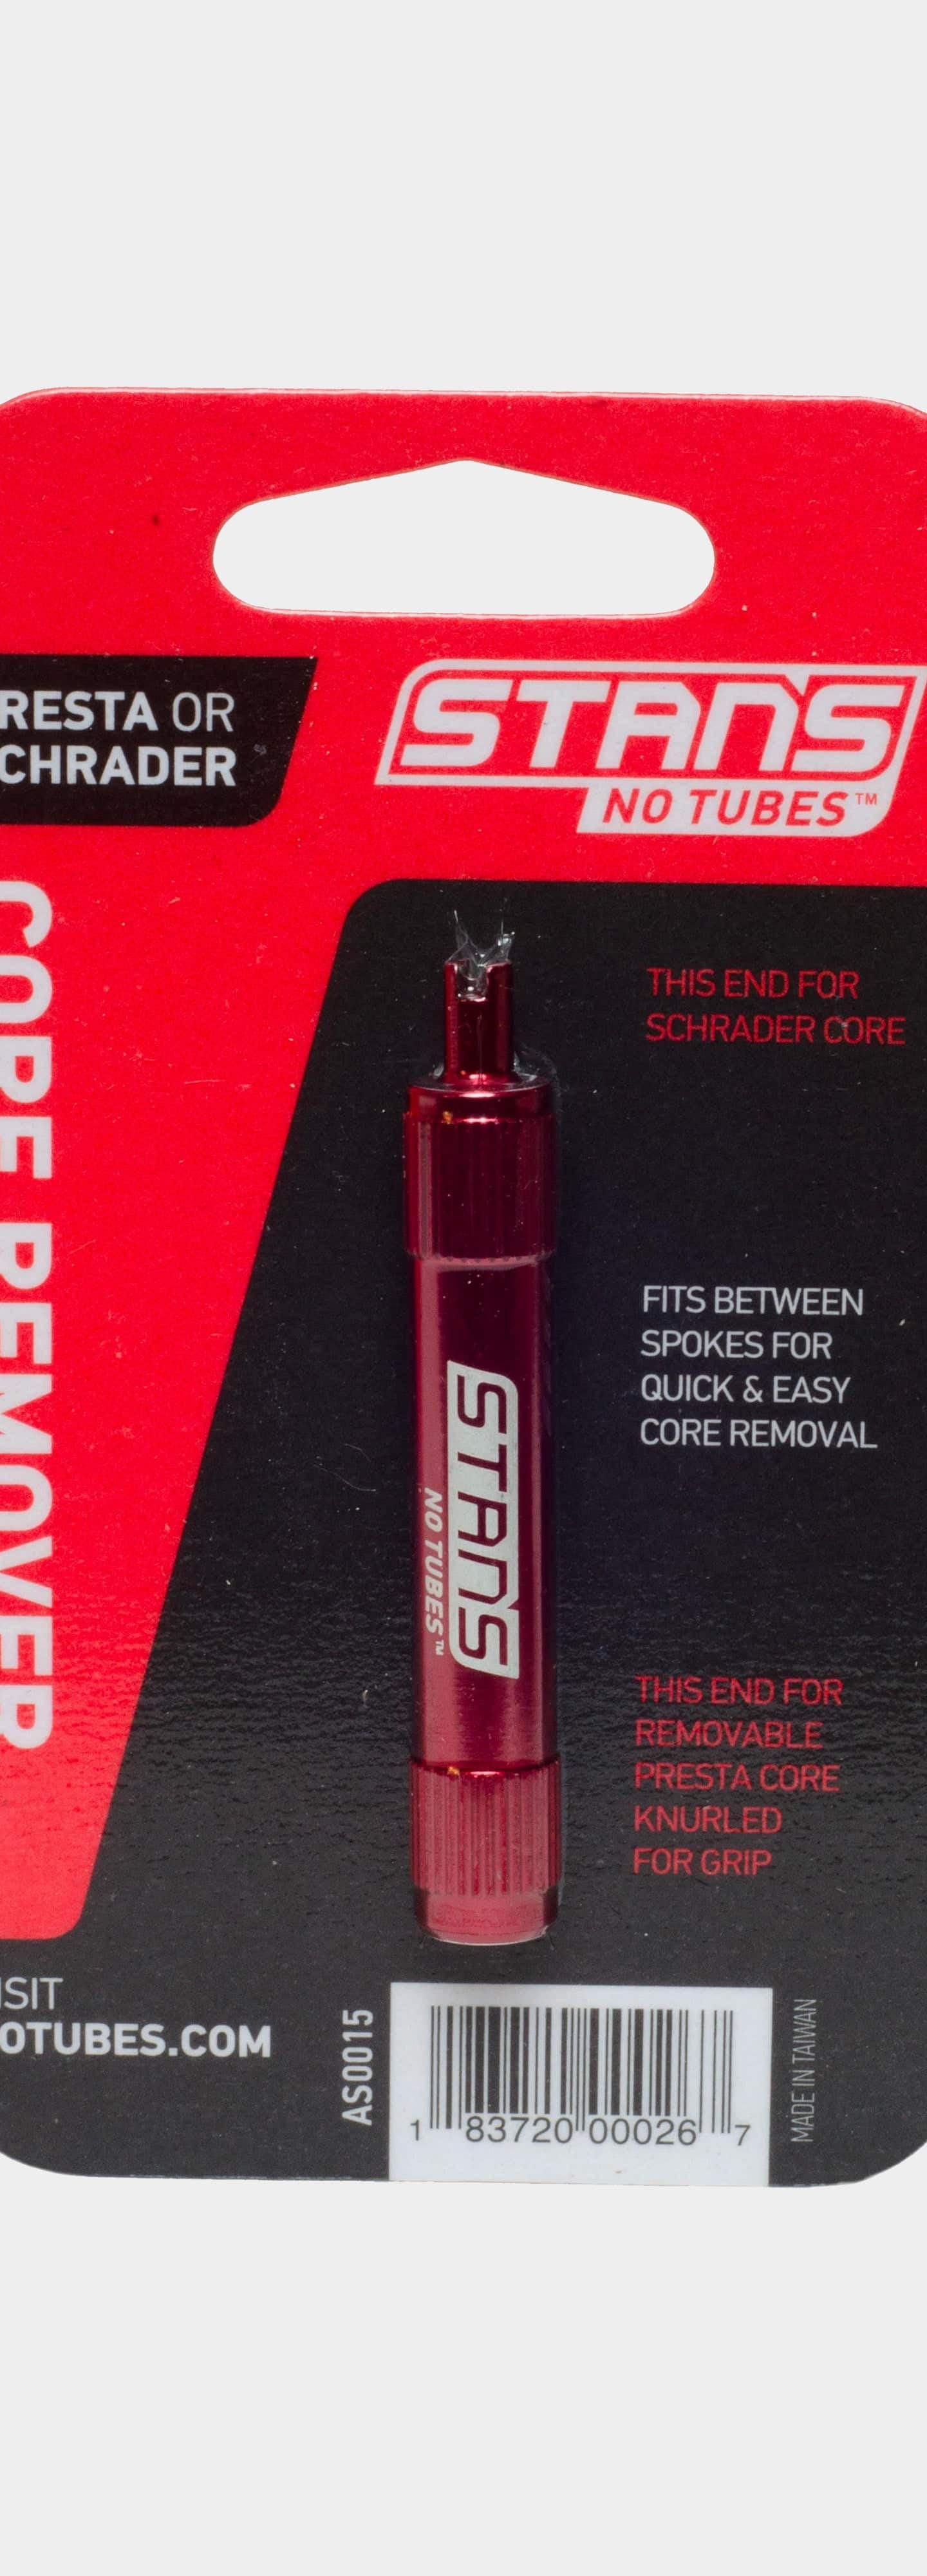 RESTA OR
CHRADER
STANS
NO TUBES™
CORE REMOVER
THIS END FOR
SCHRADER CORE
FITS BETWEEN
SPOKES FOR
QUICK & EASY
CORE REMOVAL
STANS
NO TUBES™
THIS END FOR
REMOVABLE
PRESTA CORE
KNURLED
FOR GRIP
ISIT
OTUBES.COM
AS0015
1 83720 00026 7
MADE IN TAIWAN